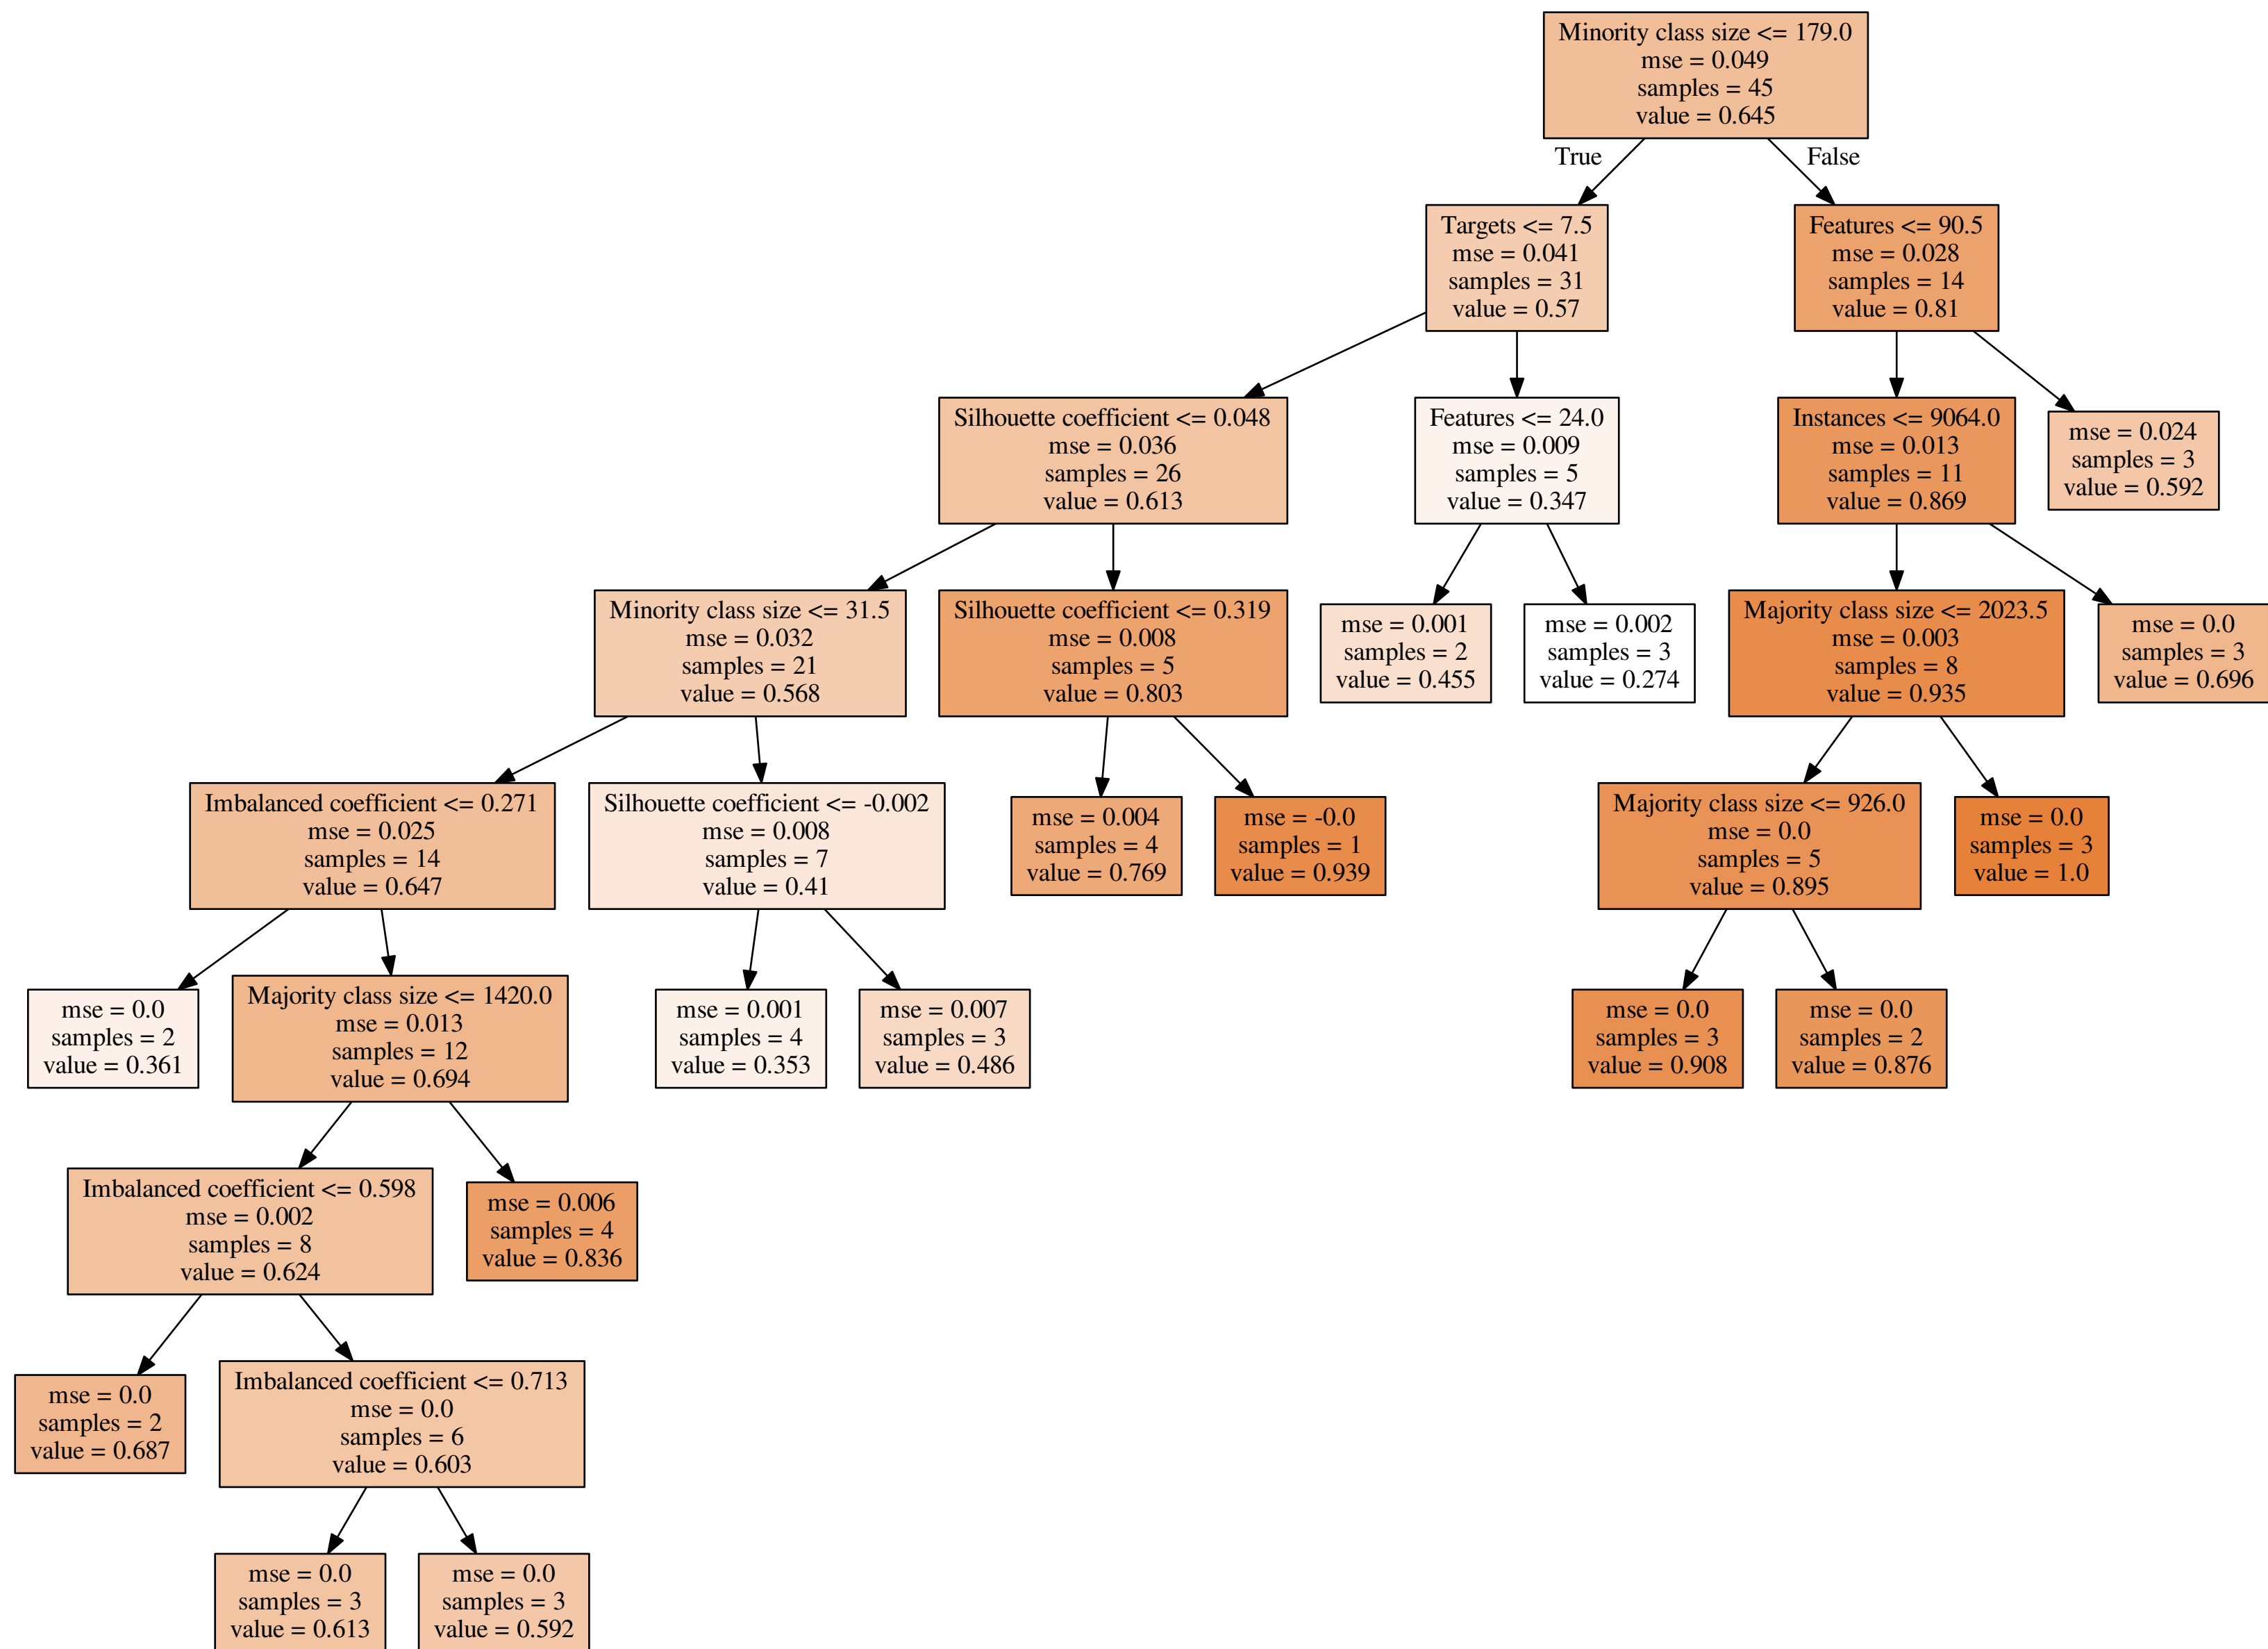 Minority class size <= 179.0
mse = 0.049
samples = 45
value = 0.645
True
False
Targets <= 7.5
mse = 0.041
samples = 31
value = 0.57
Features <= 90.5
mse = 0.028
samples = 14
value = 0.81
Silhouette coefficient <= 0.048
mse = 0.036
samples = 26
value = 0.613
Features <= 24.0
mse = 0.009
samples = 5
value = 0.347
Instances <= 9064.0
mse = 0.013
samples = 11
value = 0.869
mse = 0.024
samples = 3
value = 0.592
Minority class size <= 31.5
mse = 0.032
samples = 21
value = 0.568
Silhouette coefficient <= 0.319
mse = 0.008
samples = 5
value = 0.803
mse = 0.001
samples = 2
value = 0.455
mse = 0.002
samples = 3
value = 0.274
Majority class size <= 2023.5
mse = 0.003
samples = 8
value = 0.935
mse = 0.0
samples = 3
value = 0.696
Imbalanced coefficient <= 0.271
mse = 0.025
samples = 14
value = 0.647
Silhouette coefficient <= -0.002
mse = 0.008
samples = 7
value = 0.41
mse = 0.004
samples = 4
value = 0.769
mse = -0.0
samples = 1
value = 0.939
Majority class size <= 926.0
mse = 0.0
samples = 5
value = 0.895
mse = 0.0
samples = 3
value = 1.0
mse = 0.0
samples = 2
value = 0.361
Majority class size <= 1420.0
mse = 0.013
samples = 12
value = 0.694
mse = 0.001
samples = 4
value = 0.353
mse = 0.007
samples = 3
value = 0.486
mse = 0.0
samples = 3
value = 0.908
mse = 0.0
samples = 2
value = 0.876
Imbalanced coefficient <= 0.598
mse = 0.002
samples = 8
value = 0.624
mse = 0.006
samples = 4
value = 0.836
mse = 0.0
samples = 2
value = 0.687
Imbalanced coefficient <= 0.713
mse = 0.0
samples = 6
value = 0.603
mse = 0.0
samples = 3
value = 0.613
mse = 0.0
samples = 3
value = 0.592